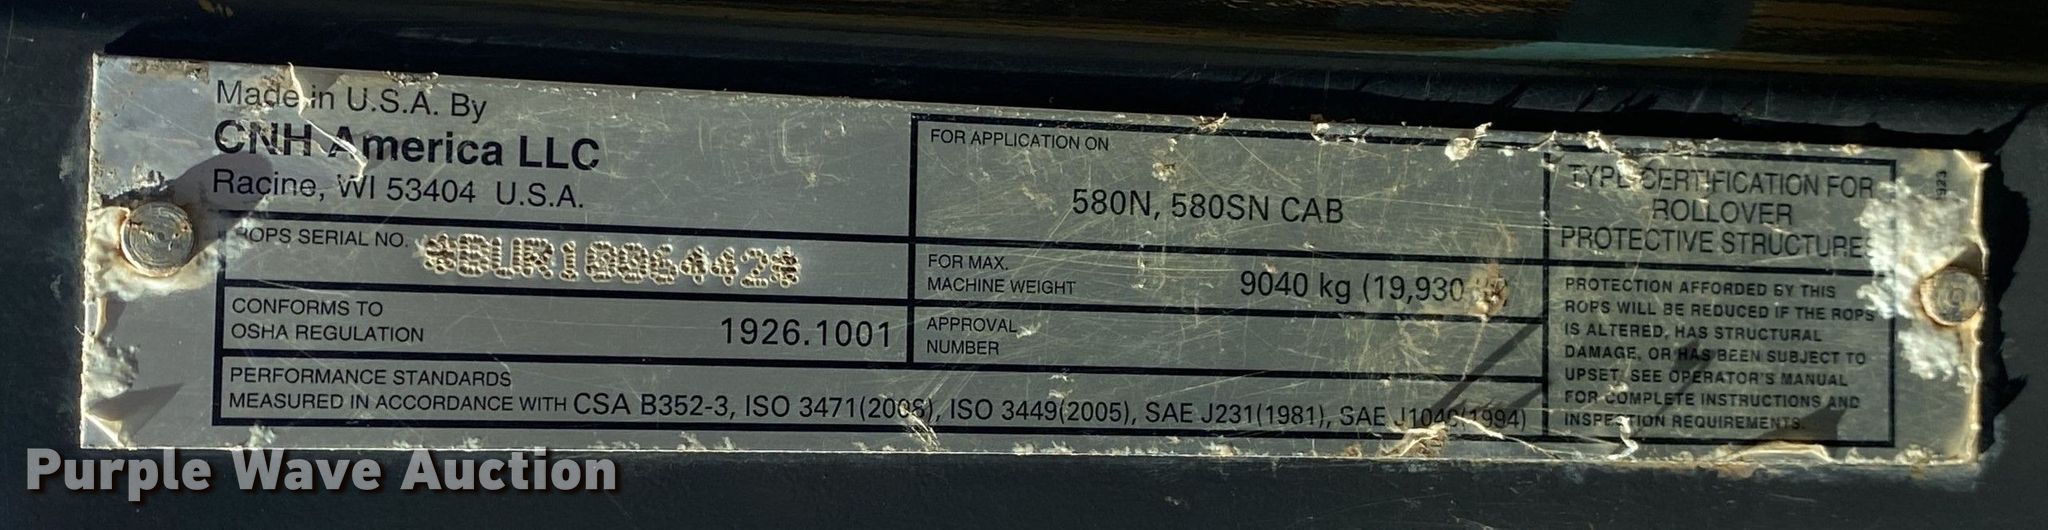 Made in U.S.A. By
CNH America LLC
Racine, WI 53404 U.S.A.
ROPS SERIAL NO. *BUR1006442*
CONFORMS TO
OSHA REGULATION 1926.1001
FOR APPLICATION ON
580N, 580SN CAB
FOR MAX.
MACHINE WEIGHT 9040 kg (19,930
APPROVAL
NUMBER
PERFORMANCE STANDARDS
MEASURED IN ACCORDANCE WITH CSA B352-3, ISO 3471(2008), ISO 3449(2005), SAE J231(1981), SAE J1040(1994)
TYPE CERTIFICATION FOR
ROLLOVER
PROTECTIVE STRUCTURES
PROTECTION AFFORDED BY THIS
ROPS WILL BE REDUCED IF THE ROPS
IS ALTERED, HAS STRUCTURAL
DAMAGE, OR HAS BEEN SUBJECT TO
UPSET. SEE OPERATOR'S MANUAL
FOR COMPLETE INSTRUCTIONS AND
INSPECTION REQUIREMENTS.
Purple Wave Auction